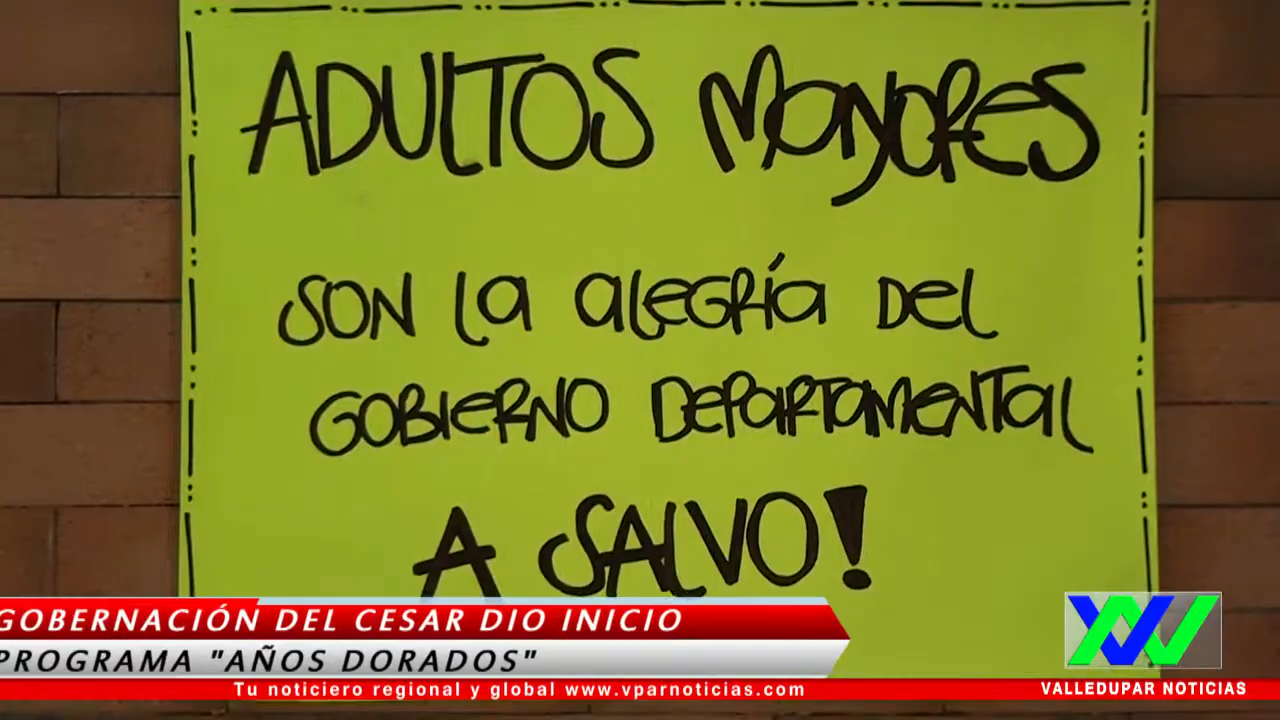 ADULTOS MAYORES
SON LA ALEGRÍA DEL
GOBIERNO DEPARTAMENTAL
A SALVO!
GOBERNACIÓN DEL CESAR DIO INICIO
PROGRAMA "AÑOS DORADOS"
Tu noticiero regional y global www.vparnoticias.com
VALLEDUPAR NOTICIAS